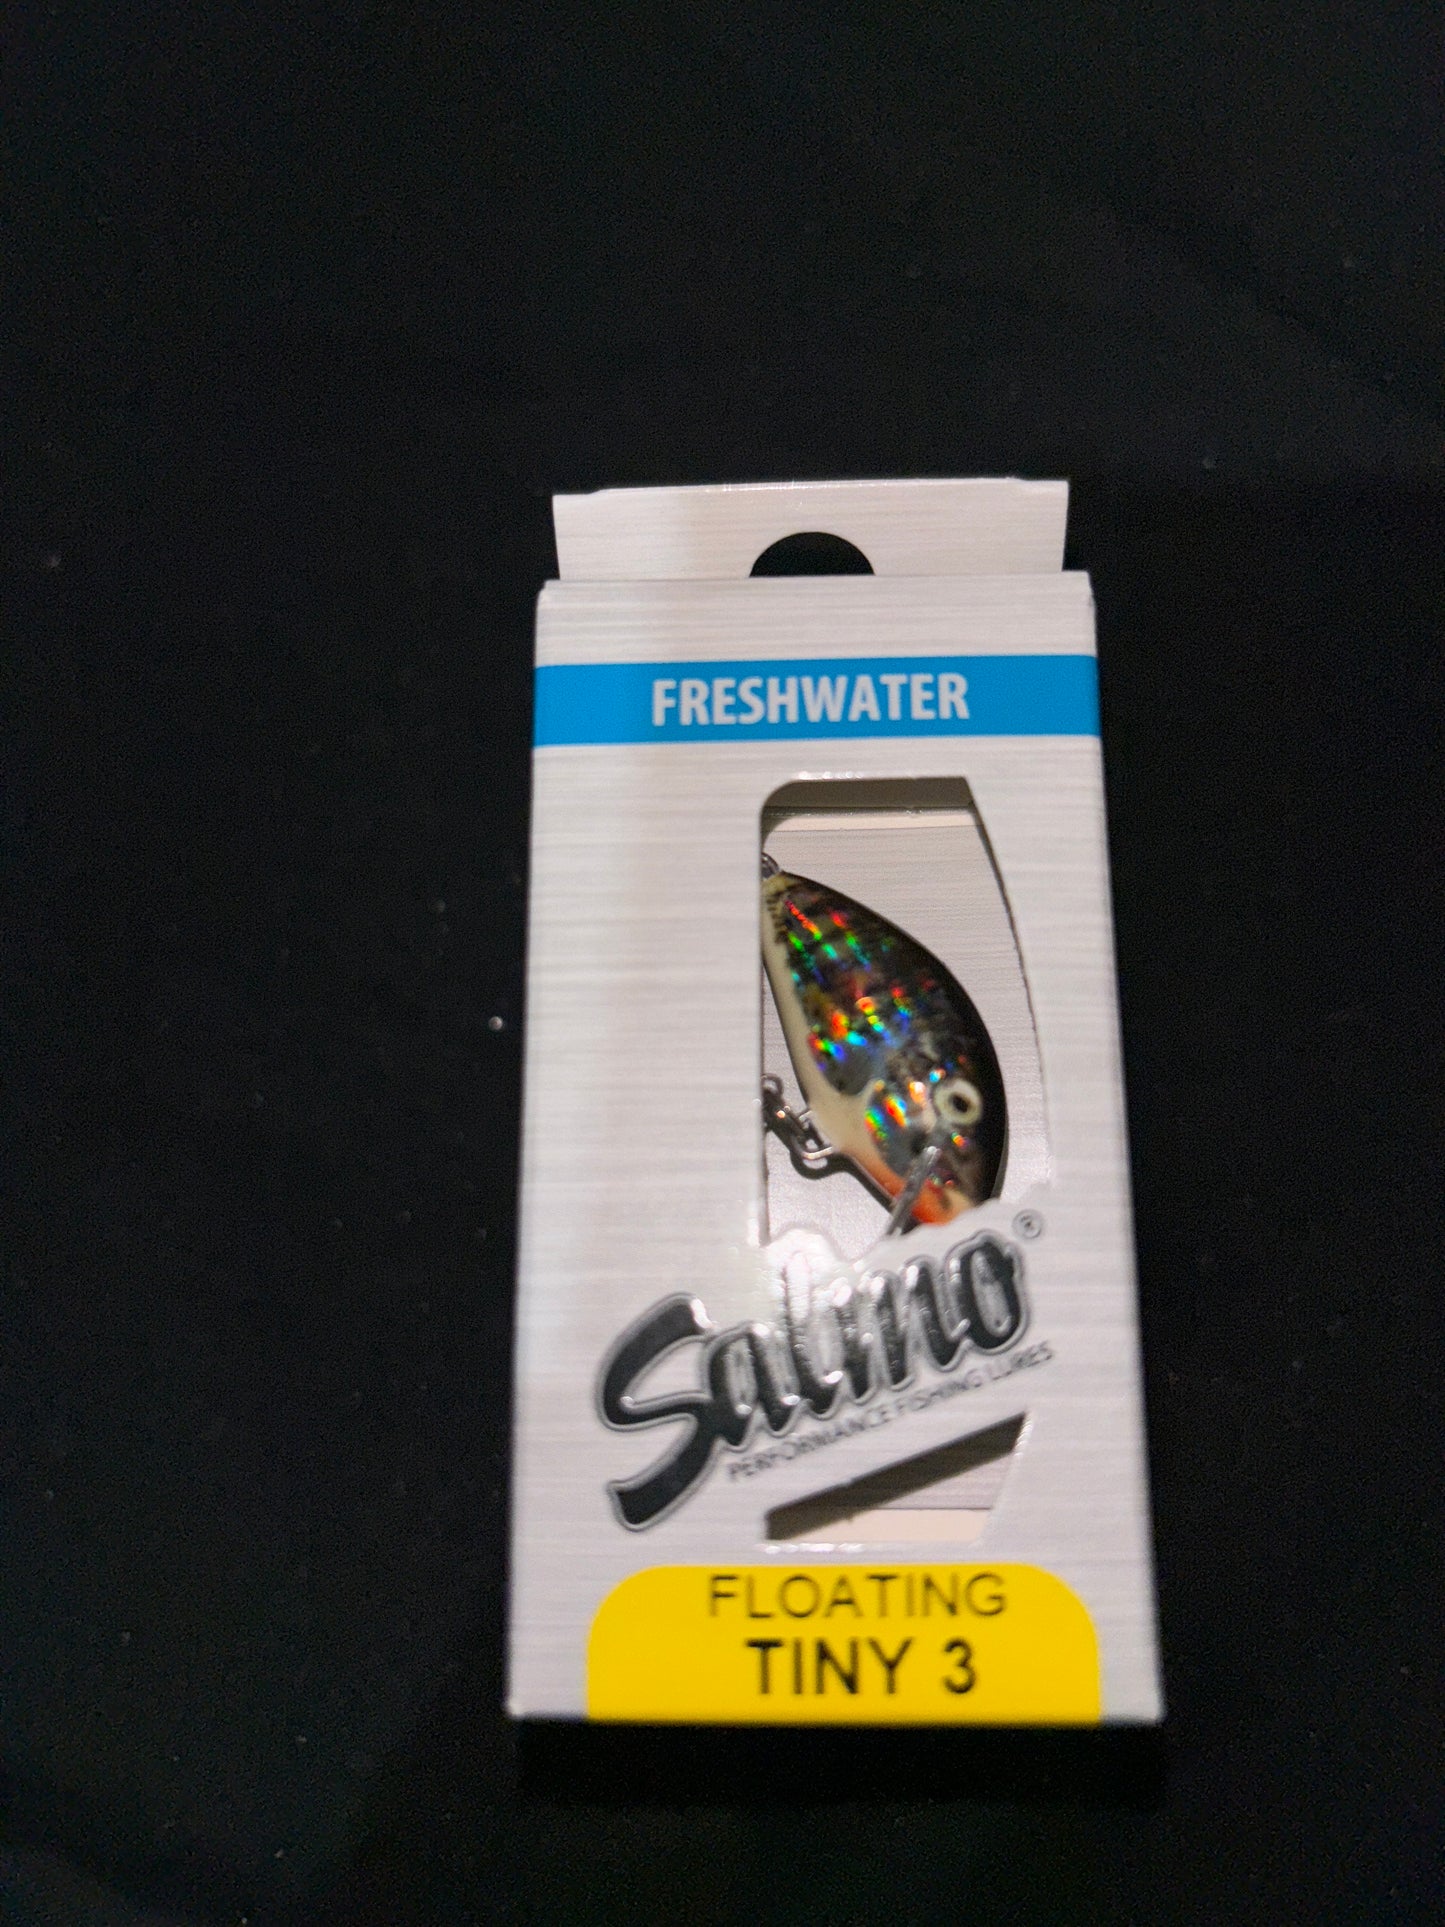 FRESHWATER
Salmo®
PERFORMANCE FISHING LURES
FLOATING
TINY 3